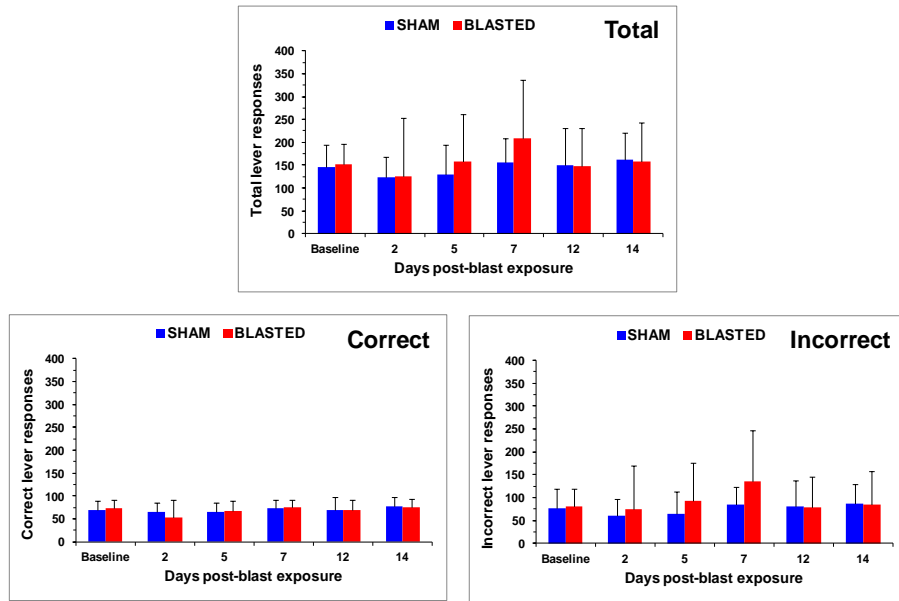 SHAM BLASTED
Total
Total lever responses
400
350
300
250
200
150
100
50
0
Baseline 2 5 7 12 14
Days post-blast exposure
SHAM BLASTED
Correct
Correct lever responses
400
350
300
250
200
150
100
50
0
Baseline 2 5 7 12 14
Days post-blast exposure
SHAM BLASTED
Incorrect
Incorrect lever responses
400
350
300
250
200
150
100
50
0
Baseline 2 5 7 12 14
Days post-blast exposure